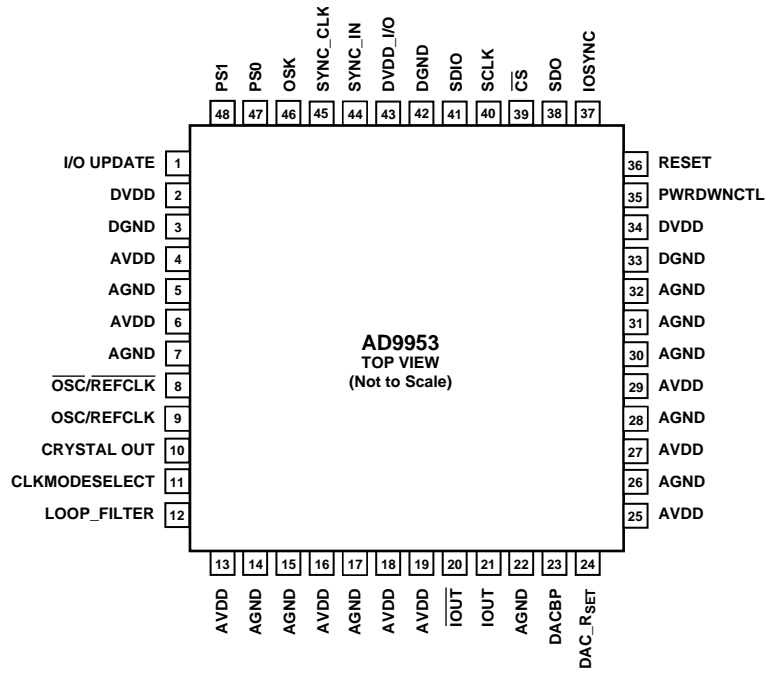 PS1
PS0
OSK
SYNC_CLK
SYNC_IN
DVDD_I/O
DGND
SDIO
SCLK
CS
SDO
IOSYNC
48 47 46 45 44 43 42 41 40 39 38 37
I/O UPDATE 1
DVDD 2
DGND 3
AVDD 4
AGND 5
AVDD 6
AGND 7
OSC/REFCLK 8
OSC/REFCLK 9
CRYSTAL OUT 10
CLKMODESELECT 11
LOOP_FILTER 12
AD9953
TOP VIEW
(Not to Scale)
36 RESET
35 PWRDWNCTL
34 DVDD
33 DGND
32 AGND
31 AGND
30 AGND
29 AVDD
28 AGND
27 AVDD
26 AGND
25 AVDD
13 14 15 16 17 18 19 20 21 22 23 24
AVDD
AGND
AGND
AVDD
AGND
AVDD
AVDD
IOUT
IOUT
AGND
DACBP
DAC_RSET